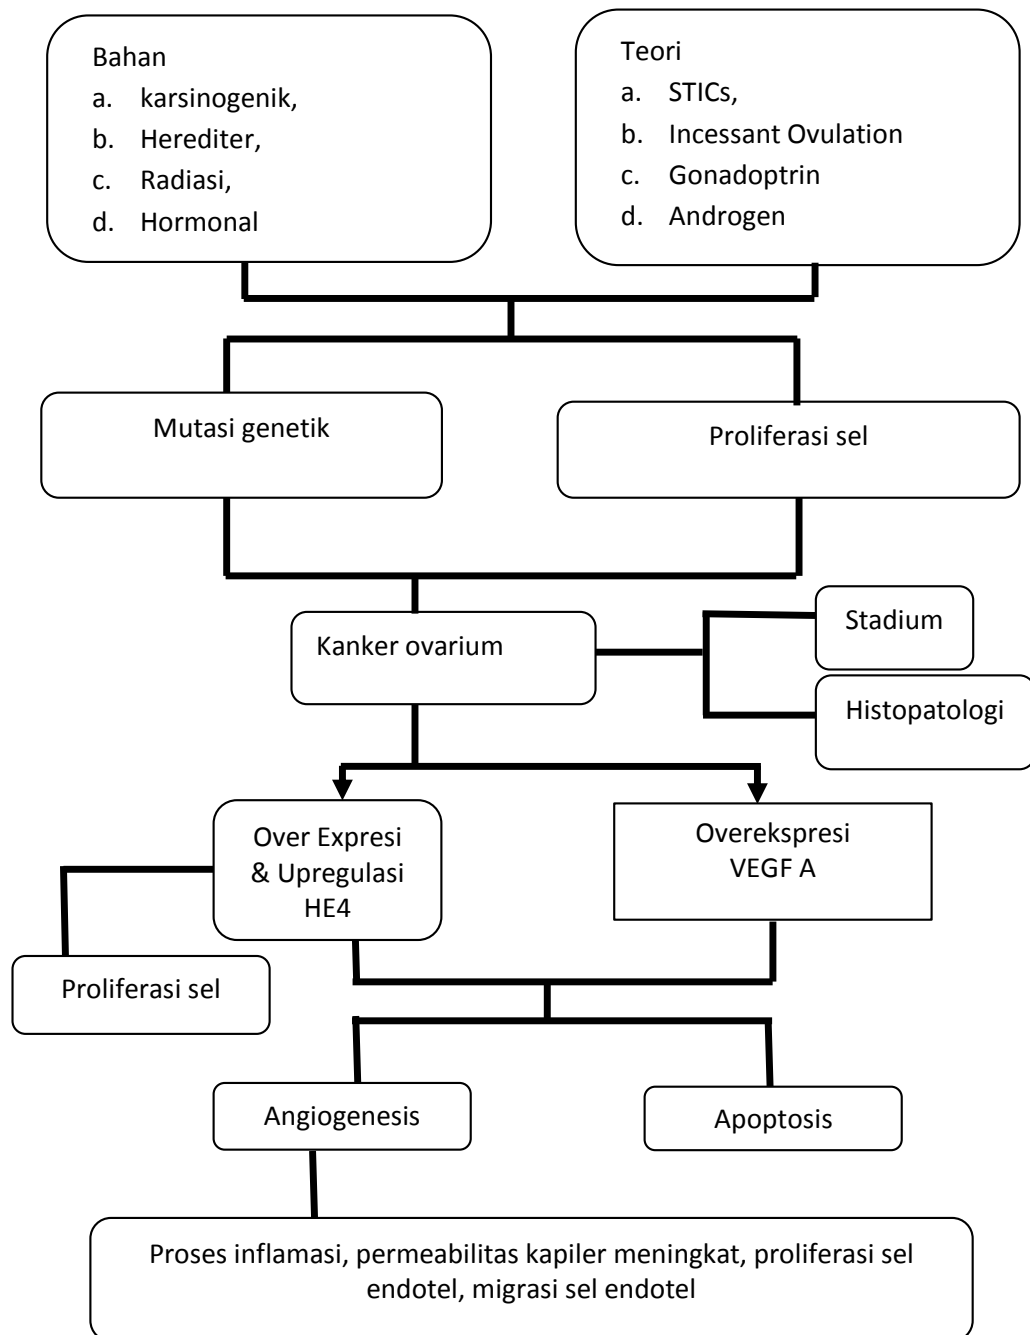 Bahan
a. karsinogenik,
b. Herediter,
c. Radiasi,
d. Hormonal
Teori
a. STICs,
b. Incessant Ovulation
c. Gonadoptrin
d. Androgen
Mutasi genetik
Proliferasi sel
Kanker ovarium
Stadium
Histopatologi
Over Expresi
& Upregulasi
HE4
Overekspresi
VEGF A
Proliferasi sel
Angiogenesis
Apoptosis
Proses inflamasi, permeabilitas kapiler meningkat, proliferasi sel
endotel, migrasi sel endotel